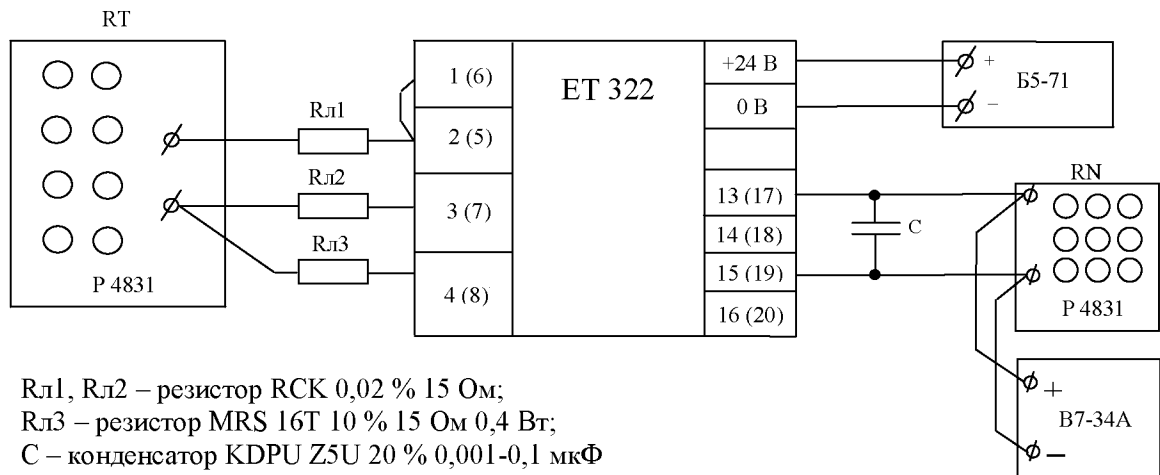 RT
Р 4831
Rл1
Rл2
Rл3
1 (6)
2 (5)
3 (7)
4 (8)
ET 322
+24 В
0 В
13 (17)
14 (18)
15 (19)
16 (20)
+
Б5-71
–
C
RN
Р 4831
+
В7-34А
–
Rл1, Rл2 – резистор RCK 0,02 % 15 Ом;
Rл3 – резистор MRS 16T 10 % 15 Ом 0,4 Вт;
С – конденсатор KDPU Z5U 20 % 0,001-0,1 мкФ